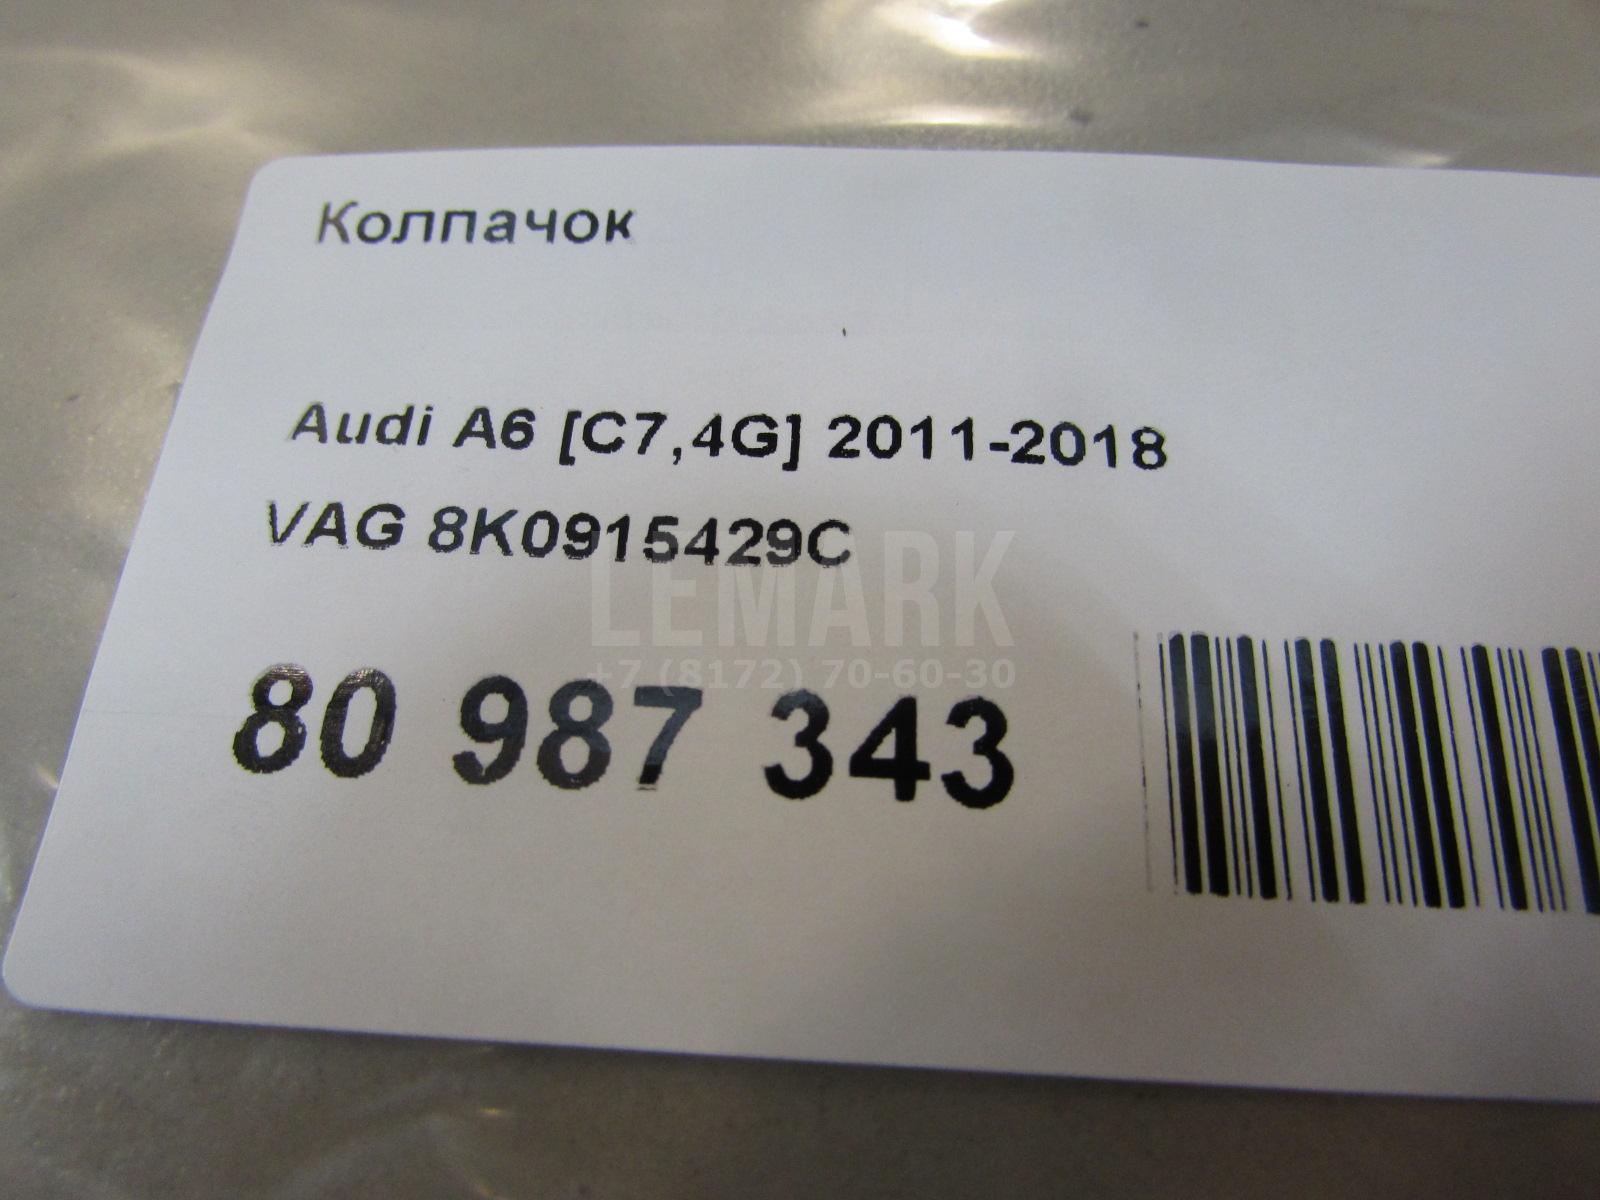 Колпачок
Audi A6 [C7,4G] 2011-2018
VAG 8K0915429C
LEMARK
+7 (8172) 70-60-30
80 987 343